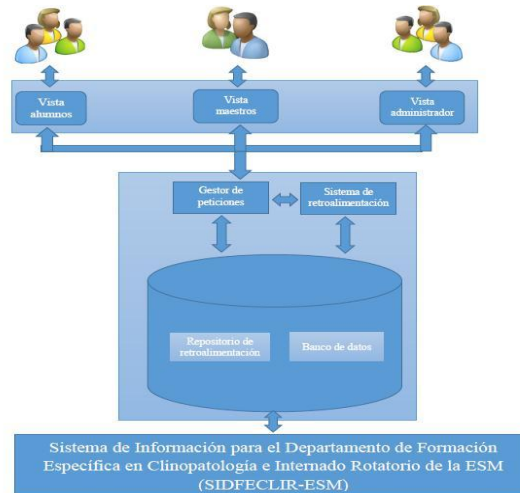 Vista
alumnos
Vista
maestros
Vista
administrador
Gestor de
peticiones
Sistema de
retroalimentación
Repositorio de
retroalimentación
Banco de datos
Sistema de Información para el Departamento de Formación
Específica en Clinopatología e Internado Rotatorio de la ESM
(SIDFECLIR-ESM)